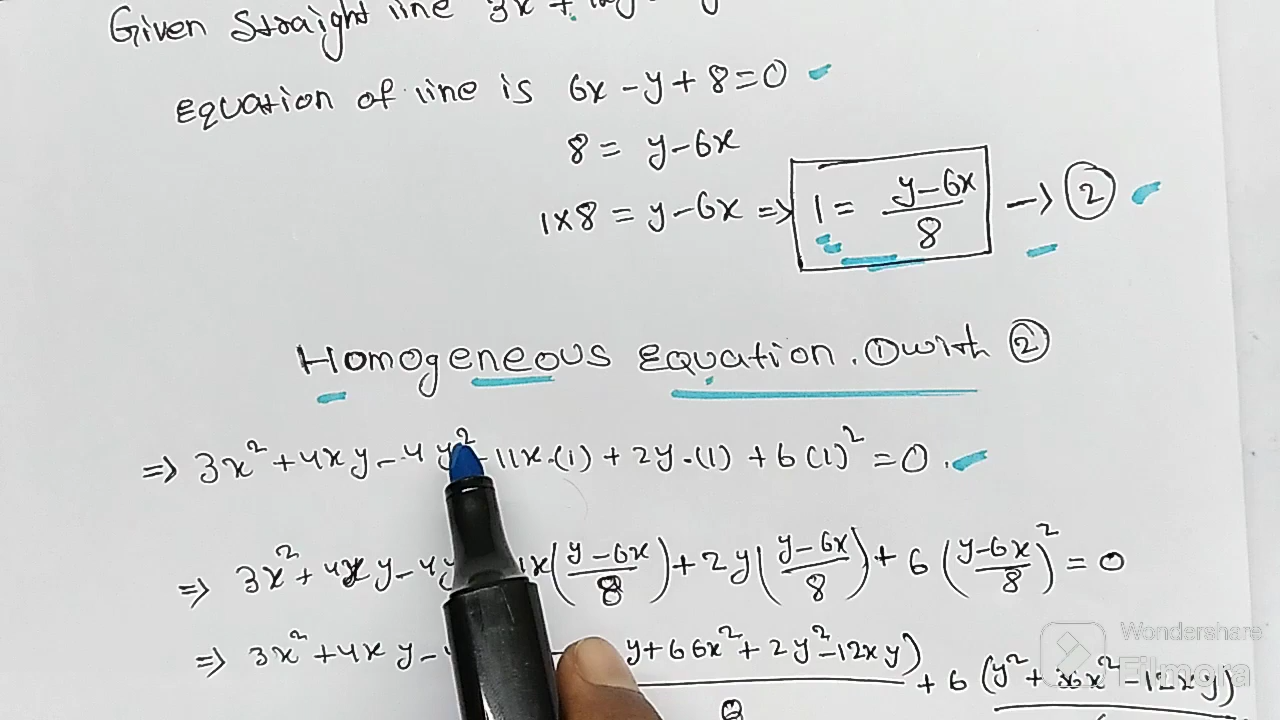 Given Straight line 3x +
Equation of line is 6x - y + 8 = 0
8 = y - 6x
1 x 8 = y - 6x => 1 = (y - 6x)/8 → ②
Homogeneous Equation. ① with ②
=> 3x² + 4xy - 4y² - 11x·(1) + 2y·(1) + 6(1)² = 0.
=> 3x² + 4xy - 4y 1x((y - 6x)/8) + 2y((y - 6x)/8) + 6((y - 6x)/8)² = 0
=> 3x² + 4xy - y + 66x² + 2y² - 12xy) + 6(y² + 36x² - 12xy)
Wondershare
Filmora